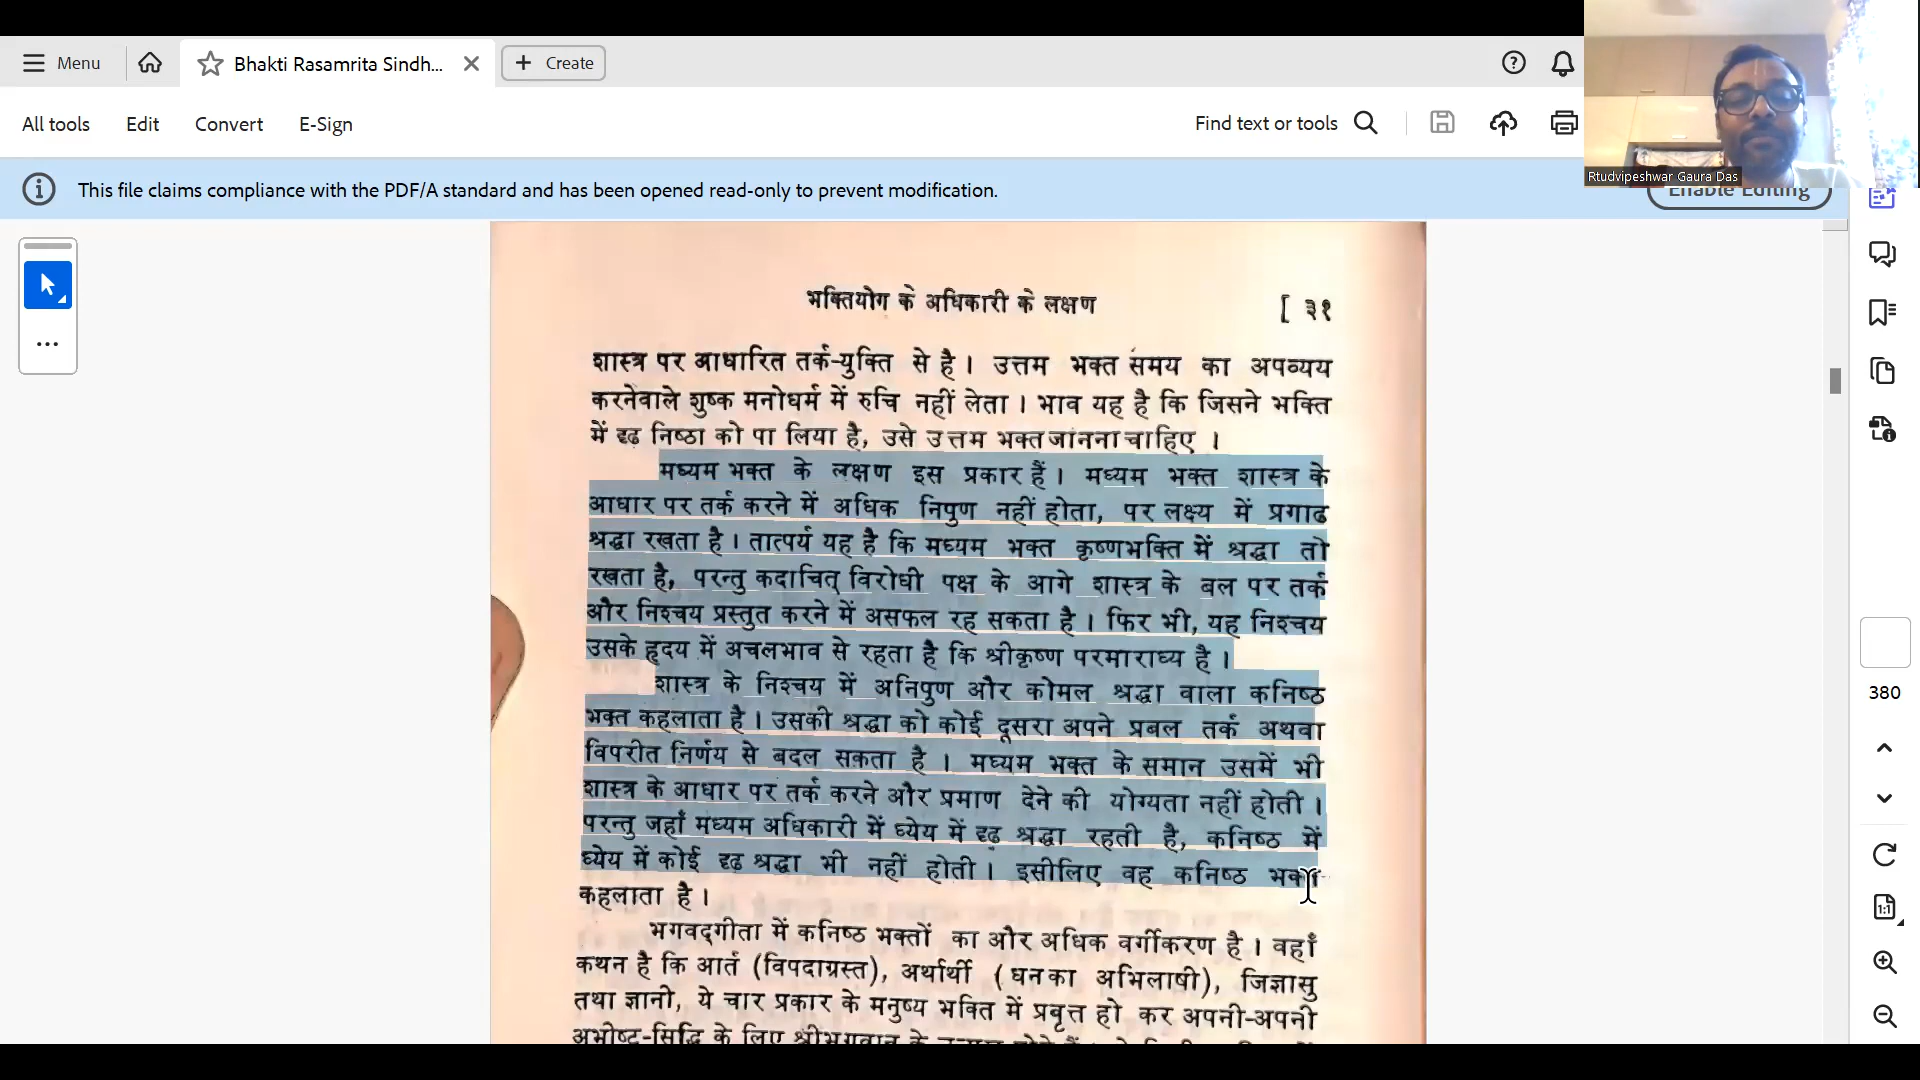 Menu
Bhakti Rasamrita Sindh...
Create
All tools
Edit
Convert
E-Sign
Find text or tools
This file claims compliance with the PDF/A standard and has been opened read-only to prevent modification.
Rtudvipeshwar Gaura Das
Enable Editing
भक्तियोग के अधिकारी के लक्षण [ ३१
शास्त्र पर आधारित तर्क-युक्ति से है । उत्तम भक्त समय का अपव्यय
करनेवाले शुष्क मनोधर्म में रुचि नहीं लेता । भाव यह है कि जिसने भक्ति
में दृढ़ निष्ठा को पा लिया है, उसे उत्तम भक्त जानना चाहिए ।
मध्यम भक्त के लक्षण इस प्रकार हैं । मध्यम भक्त शास्त्र के
आधार पर तर्क करने में अधिक निपुण नहीं होता, पर लक्ष्य में प्रगाढ
श्रद्धा रखता है । तात्पर्य यह है कि मध्यम भक्त कृष्णभक्ति में श्रद्धा तो
रखता है, परन्तु कदाचित् विरोधी पक्ष के आगे शास्त्र के बल पर तर्क
और निश्चय प्रस्तुत करने में असफल रह सकता है । फिर भी, यह निश्चय
उसके हृदय में अचलभाव से रहता है कि श्रीकृष्ण परमाराध्य है ।
शास्त्र के निश्चय में अनिपुण और कोमल श्रद्धा वाला कनिष्ठ
भक्त कहलाता है । उसकी श्रद्धा को कोई दूसरा अपने प्रबल तर्क अथवा
विपरीत निर्णय से बदल सकता है । मध्यम भक्त के समान उसमें भी
शास्त्र के आधार पर तर्क करने और प्रमाण देने की योग्यता नहीं होती ।
परन्तु जहाँ मध्यम अधिकारी में ध्येय में दृढ़ श्रद्धा रहती है, कनिष्ठ में
ध्येय में कोई दृढ़ श्रद्धा भी नहीं होती । इसीलिए वह कनिष्ठ भक्त
कहलाता है ।
भगवद्‌गीता में कनिष्ठ भक्तों का और अधिक वर्गीकरण है । वहाँ
कथन है कि आर्त (विपदाग्रस्त), अर्थार्थी (धन का अभिलाषी), जिज्ञासु
तथा ज्ञानी, ये चार प्रकार के मनुष्य भक्ति में प्रवृत्त हो कर अपनी-अपनी
अभीष्ट-सिद्धि के लिए श्रीभगवान के
380
1:1